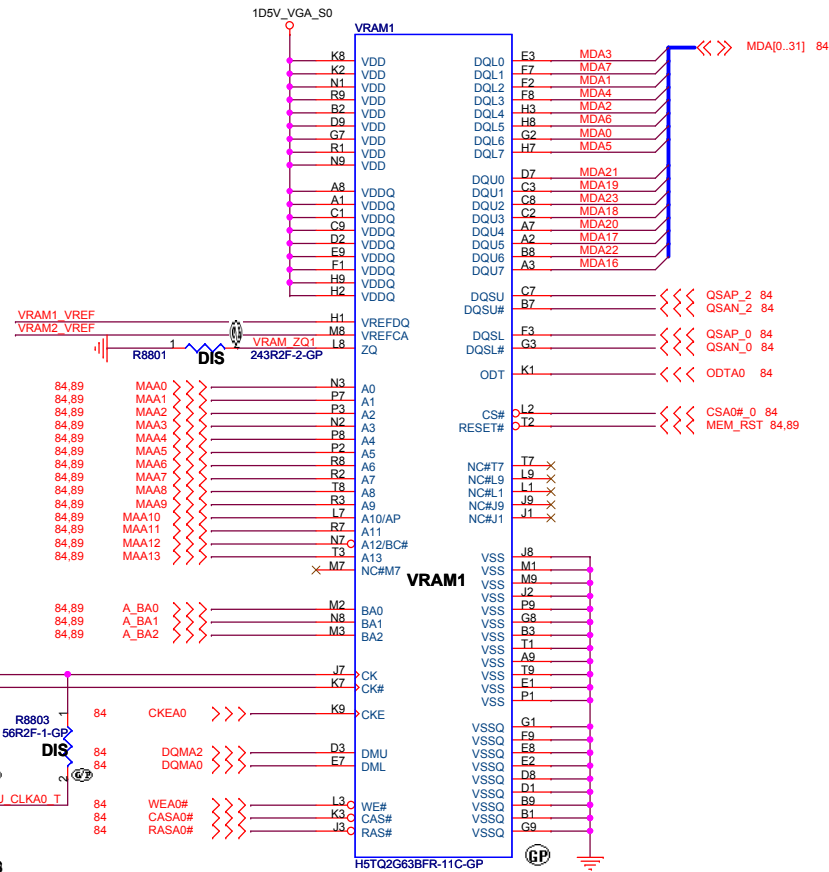 1D5V_VGA_S0
VRAM1
K8 VDD DQL0 E3 MDA3
K2 VDD DQL1 F7 MDA7
N1 VDD DQL2 F2 MDA1
R9 VDD DQL3 F8 MDA4
B2 VDD DQL4 H3 MDA2
D9 VDD DQL5 H8 MDA6
G7 VDD DQL6 G2 MDA0
R1 VDD DQL7 H7 MDA5
N9 VDD
MDA[0..31] 84
A8 VDDQ DQU0 D7 MDA21
A1 VDDQ DQU1 C3 MDA19
C1 VDDQ DQU2 C8 MDA23
C9 VDDQ DQU3 C2 MDA18
D2 VDDQ DQU4 A7 MDA20
E9 VDDQ DQU5 A2 MDA17
F1 VDDQ DQU6 B8 MDA22
H9 VDDQ DQU7 A3 MDA16
H2 VDDQ
DQSU C7 QSAP_2 84
DQSU# B7 QSAN_2 84
VRAM1_VREF H1 VREFDQ
VRAM2_VREF M8 VREFCA
R8801 1 DIS VRAM_ZQ1 L8 ZQ
243R2F-2-GP
DQSL F3 QSAP_0 84
DQSL# G3 QSAN_0 84
ODT K1 ODTA0 84
84,89 MAA0 N3 A0
84,89 MAA1 P7 A1
84,89 MAA2 P3 A2
84,89 MAA3 N2 A3
84,89 MAA4 P8 A4
84,89 MAA5 P2 A5
84,89 MAA6 R8 A6
84,89 MAA7 R2 A7
84,89 MAA8 T8 A8
84,89 MAA9 R3 A9
84,89 MAA10 L7 A10/AP
84,89 MAA11 R7 A11
84,89 MAA12 N7 A12/BC#
84,89 MAA13 T3 A13
M7 NC#M7
CS# L2 CSA0#_0 84
RESET# T2 MEM_RST 84,89
NC#T7 T7
NC#L9 L9
NC#L1 L1
NC#J9 J9
NC#J1 J1
VRAM1
VSS J8
VSS M1
VSS M9
VSS J2
VSS P9
VSS G8
VSS B3
VSS T1
VSS A9
VSS T9
VSS E1
VSS P1
84,89 A_BA0 M2 BA0
84,89 A_BA1 N8 BA1
84,89 A_BA2 M3 BA2
J7 CK
K7 CK#
84 CKEA0 K9 CKE
R8803 1
56R2F-1-GP
DIS
2
84 DQMA2 D3 DMU
84 DQMA0 E7 DML
_CLKA0_T
84 WEA0# L3 WE#
84 CASA0# K3 CAS#
84 RASA0# J3 RAS#
VSSQ G1
VSSQ F9
VSSQ E8
VSSQ E2
VSSQ D8
VSSQ D1
VSSQ B9
VSSQ B1
VSSQ G9
H5TQ2G63BFR-11C-GP
GP